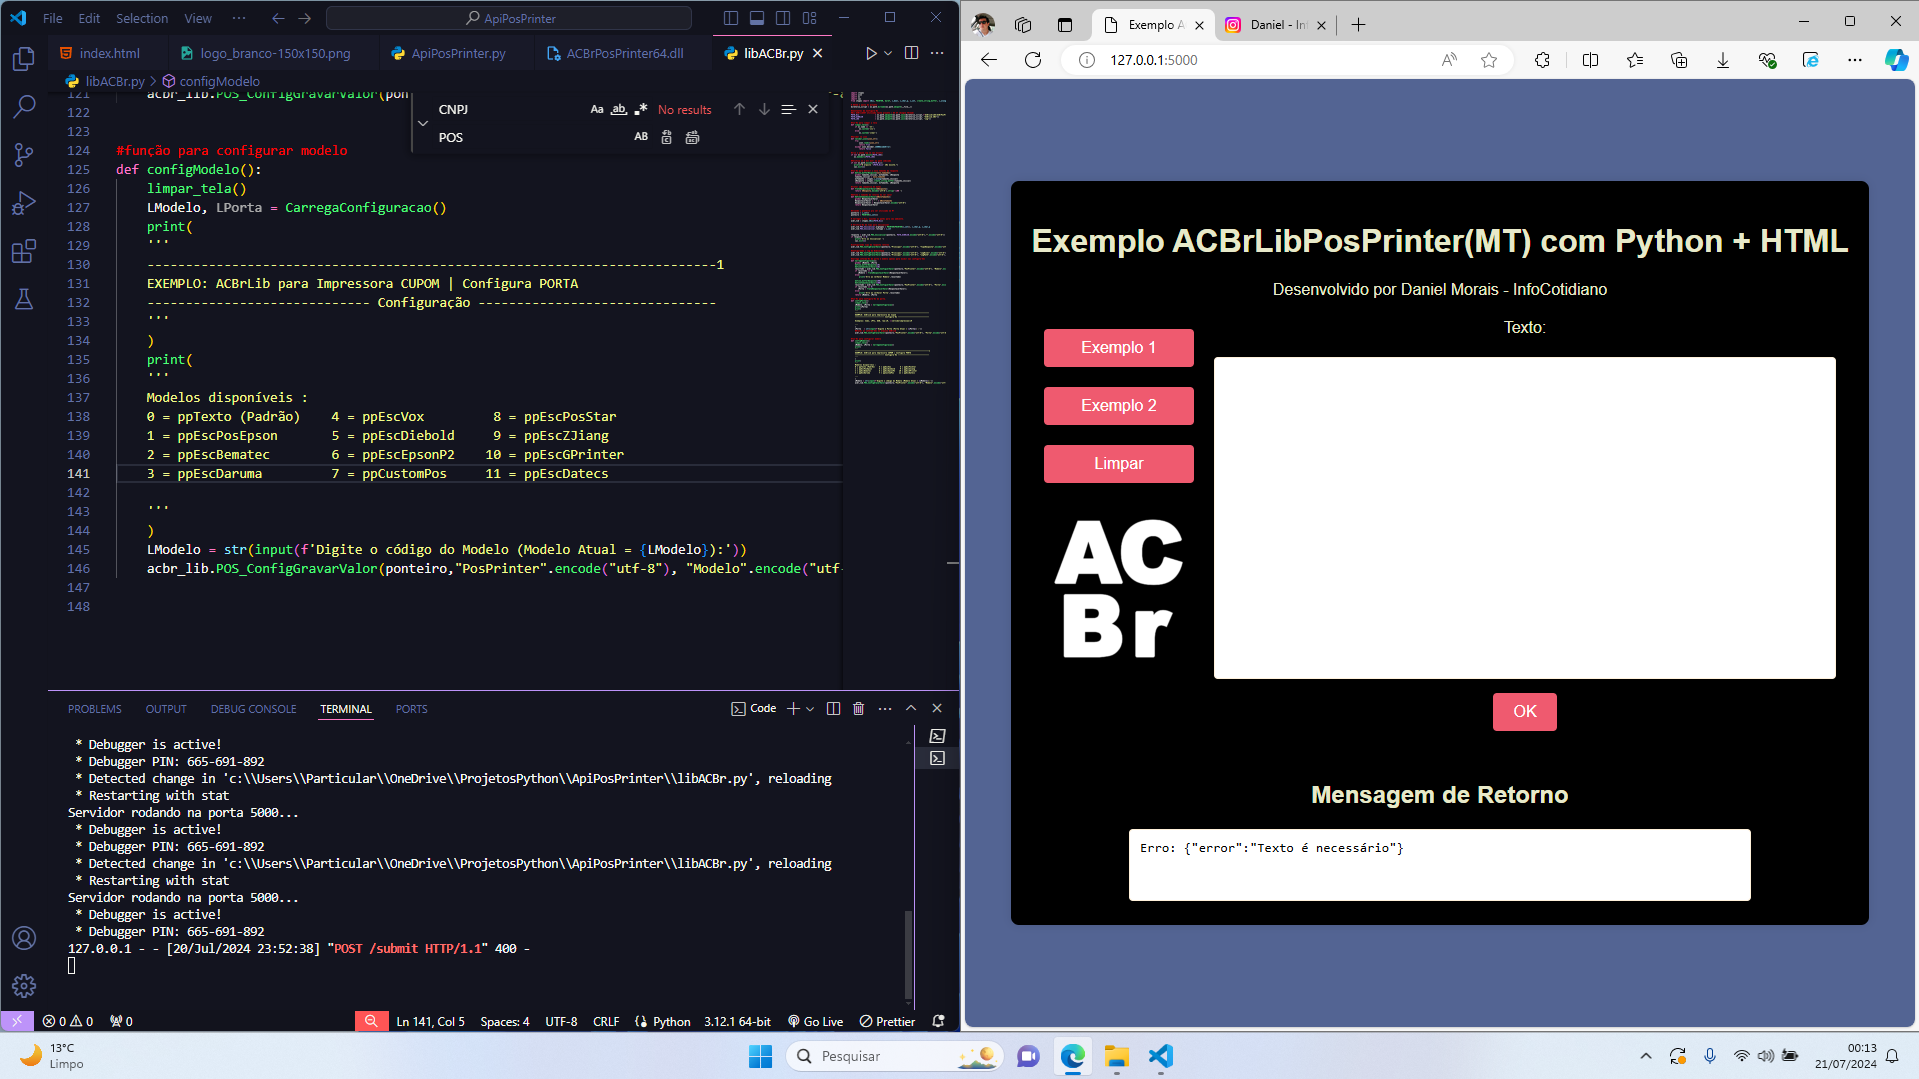 File Edit Selection View ··· ApiPosPrinter
index.html logo_branco-150x150.png ApiPosPrinter.py ACBrPosPrinter64.dll libACBr.py
libACBr.py > configModelo
121 acbr_lib.POS_ConfigGravarValor(pon
CNPJ Aa ab No results
POS AB
122
123
124 #função para configurar modelo
125 def configModelo():
126 limpar_tela()
127 LModelo, LPorta = CarregaConfiguracao()
128 print(
129 '''
130 --------------------------------------------------------------------------1
131 EXEMPLO: ACBrLib para Impressora CUPOM | Configura PORTA
132 ----------------------------- Configuração -------------------------------
133 '''
134 )
135 print(
136 '''
137 Modelos disponíveis :
138 0 = ppTexto (Padrão) 4 = ppEscVox 8 = ppEscPosStar
139 1 = ppEscPosEpson 5 = ppEscDiebold 9 = ppEscZJiang
140 2 = ppEscBematec 6 = ppEscEpsonP2 10 = ppEscGPrinter
141 3 = ppEscDaruma 7 = ppCustomPos 11 = ppEscDatecs
142
143 '''
144 )
145 LModelo = str(input(f'Digite o código do Modelo (Modelo Atual = {LModelo}):'))
146 acbr_lib.POS_ConfigGravarValor(ponteiro,"PosPrinter".encode("utf-8"), "Modelo".encode("utf-
147
148
PROBLEMS OUTPUT DEBUG CONSOLE TERMINAL PORTS Code
* Debugger is active!
* Debugger PIN: 665-691-892
* Detected change in 'c:\\Users\\Particular\\OneDrive\\ProjetosPython\\ApiPosPrinter\\libACBr.py', reloading
* Restarting with stat
Servidor rodando na porta 5000...
* Debugger is active!
* Debugger PIN: 665-691-892
* Detected change in 'c:\\Users\\Particular\\OneDrive\\ProjetosPython\\ApiPosPrinter\\libACBr.py', reloading
* Restarting with stat
Servidor rodando na porta 5000...
* Debugger is active!
* Debugger PIN: 665-691-892
127.0.0.1 - - [20/Jul/2024 23:52:38] "POST /submit HTTP/1.1" 400 -
0 0 0 Ln 141, Col 5 Spaces: 4 UTF-8 CRLF Python 3.12.1 64-bit Go Live Prettier
Exemplo A Daniel - In
127.0.0.1:5000
Exemplo ACBrLibPosPrinter(MT) com Python + HTML
Desenvolvido por Daniel Morais - InfoCotidiano
Texto:
Exemplo 1
Exemplo 2
Limpar
AC
Br
OK
Mensagem de Retorno
Erro: {"error":"Texto é necessário"}
13°C
Limpo
Pesquisar
00:13
21/07/2024